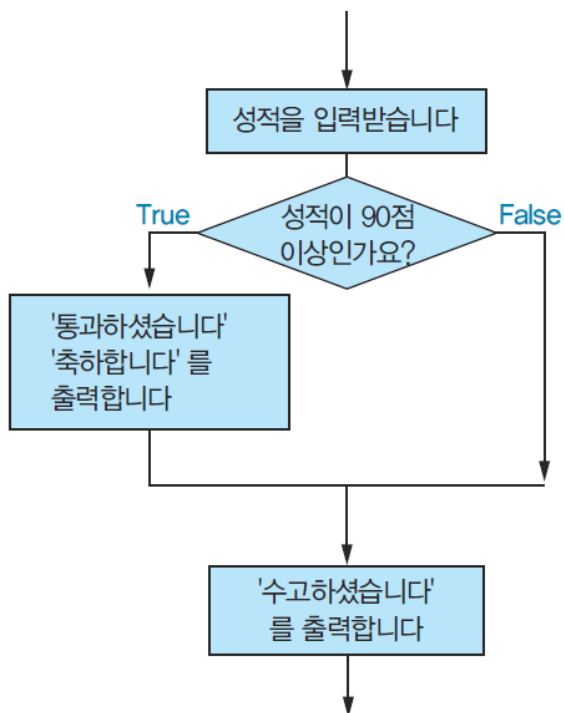 성적을 입력받습니다
True
성적이 90점
이상인가요?
False
'통과하셨습니다'
'축하합니다' 를
출력합니다
'수고하셨습니다'
를 출력합니다